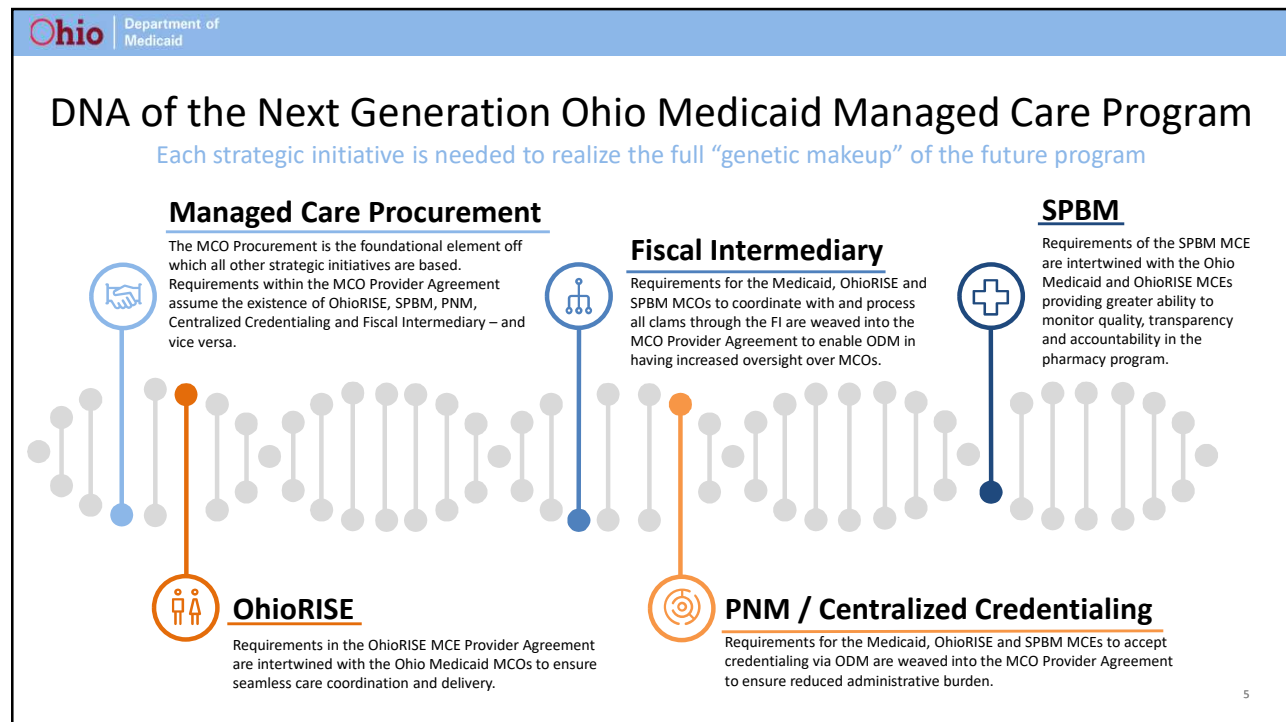 Ohio
Department of
Medicaid
DNA of the Next Generation Ohio Medicaid Managed Care Program
Each strategic initiative is needed to realize the full “genetic makeup” of the future program
Managed Care Procurement
The MCO Procurement is the foundational element off
which all other strategic initiatives are based.
Requirements within the MCO Provider Agreement
assume the existence of OhioRISE, SPBM, PNM,
Centralized Credentialing and Fiscal Intermediary – and
vice versa.
Fiscal Intermediary
Requirements for the Medicaid, OhioRISE and
SPBM MCOs to coordinate with and process
all clams through the FI are weaved into the
MCO Provider Agreement to enable ODM in
having increased oversight over MCOs.
SPBM
Requirements of the SPBM MCE
are intertwined with the Ohio
Medicaid and OhioRISE MCEs
providing greater ability to
monitor quality, transparency
and accountability in the
pharmacy program.
OhioRISE
Requirements in the OhioRISE MCE Provider Agreement
are intertwined with the Ohio Medicaid MCOs to ensure
seamless care coordination and delivery.
PNM / Centralized Credentialing
Requirements for the Medicaid, OhioRISE and SPBM MCEs to accept
credentialing via ODM are weaved into the MCO Provider Agreement
to ensure reduced administrative burden.
5